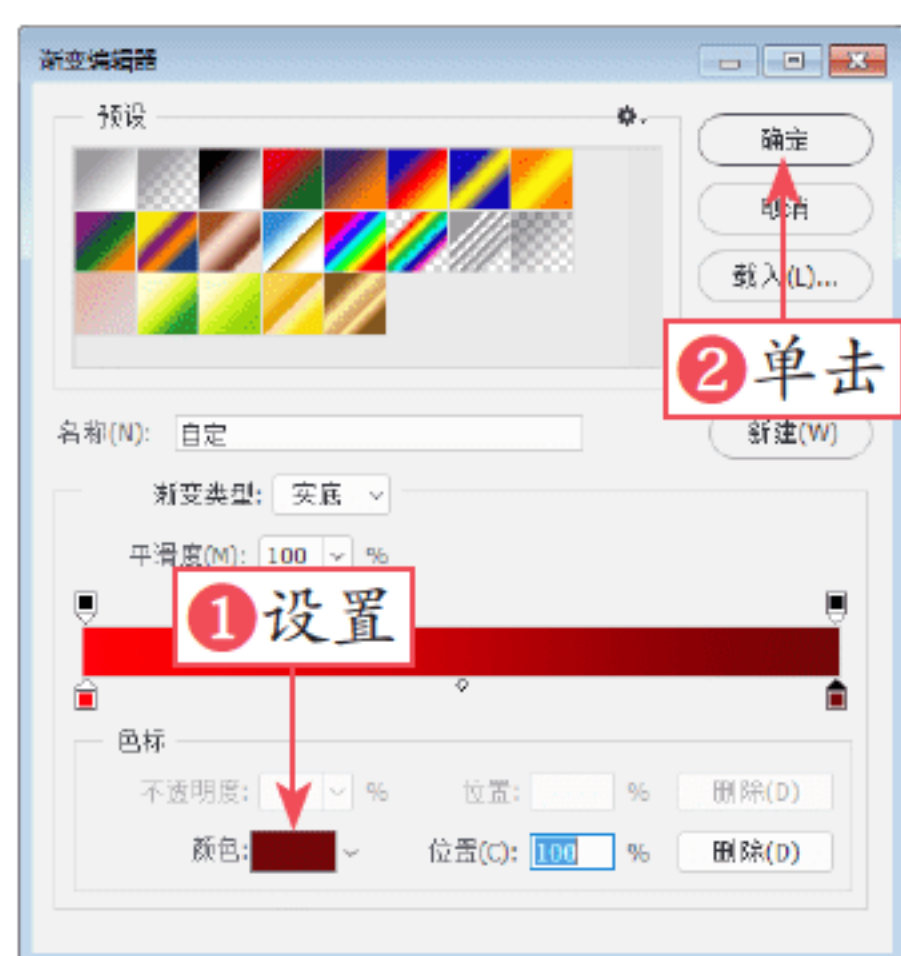 渐变编辑器
预设
确定
取消
载入(L)...
❷单击
名称(N): 自定
新建(W)
渐变类型: 实底
平滑度(M): 100 %
❶设置
色标
不透明度: % 位置: % 删除(D)
颜色: 位置(C): 100 % 删除(D)